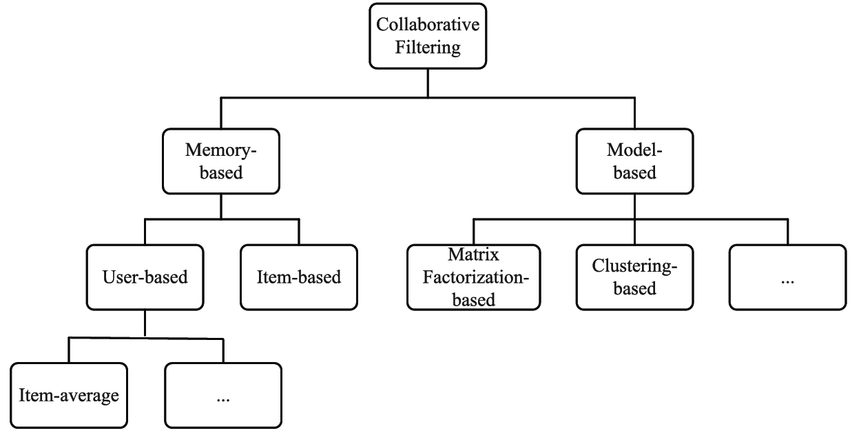 Collaborative
Filtering
Memory-
based
Model-
based
User-based
Item-based
Matrix
Factorization-
based
Clustering-
based
...
Item-average
...